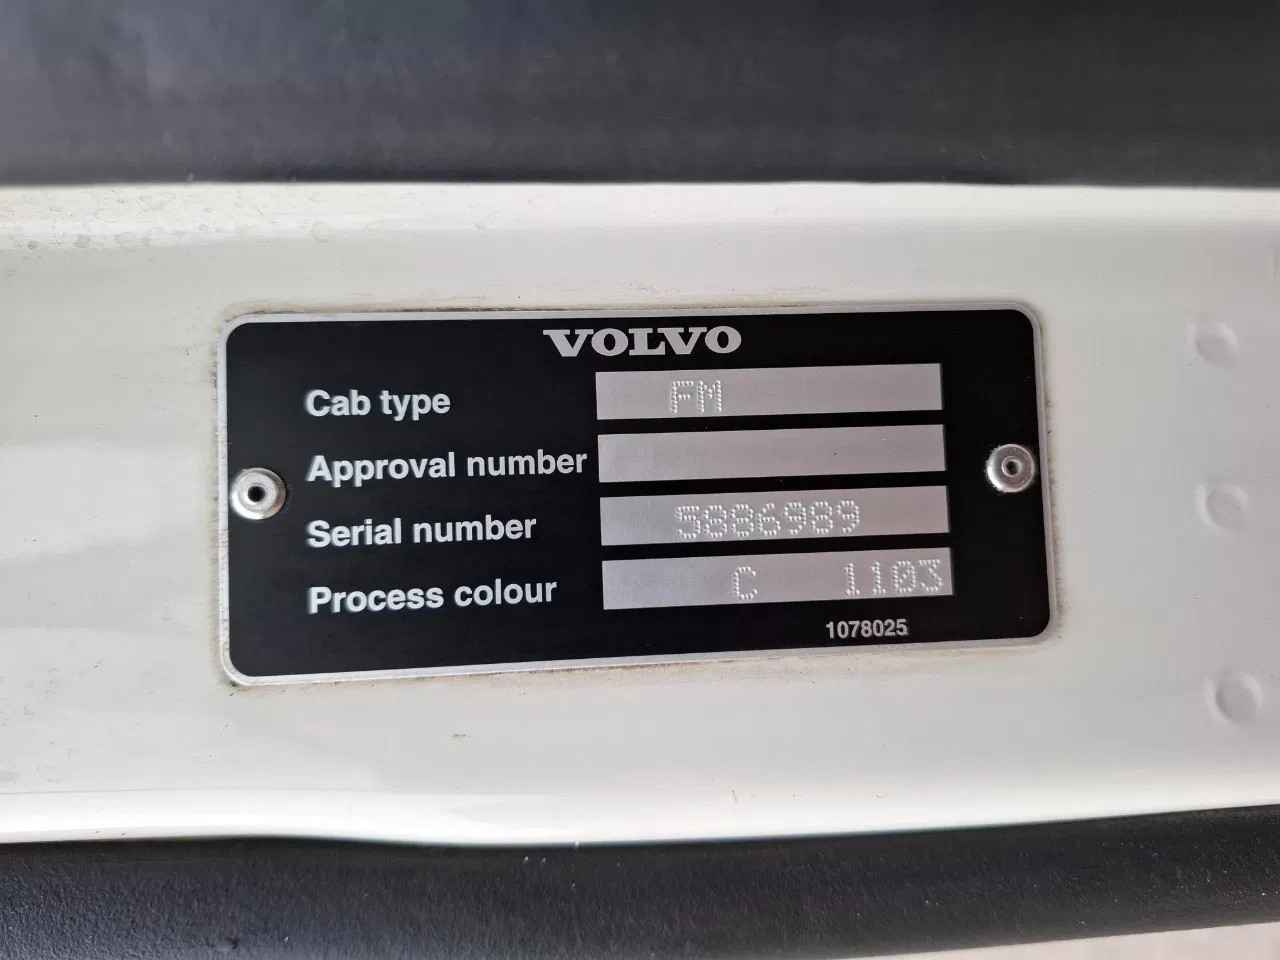 VOLVO
Cab type FM
Approval number
Serial number 5886989
Process colour C 1103
1078025